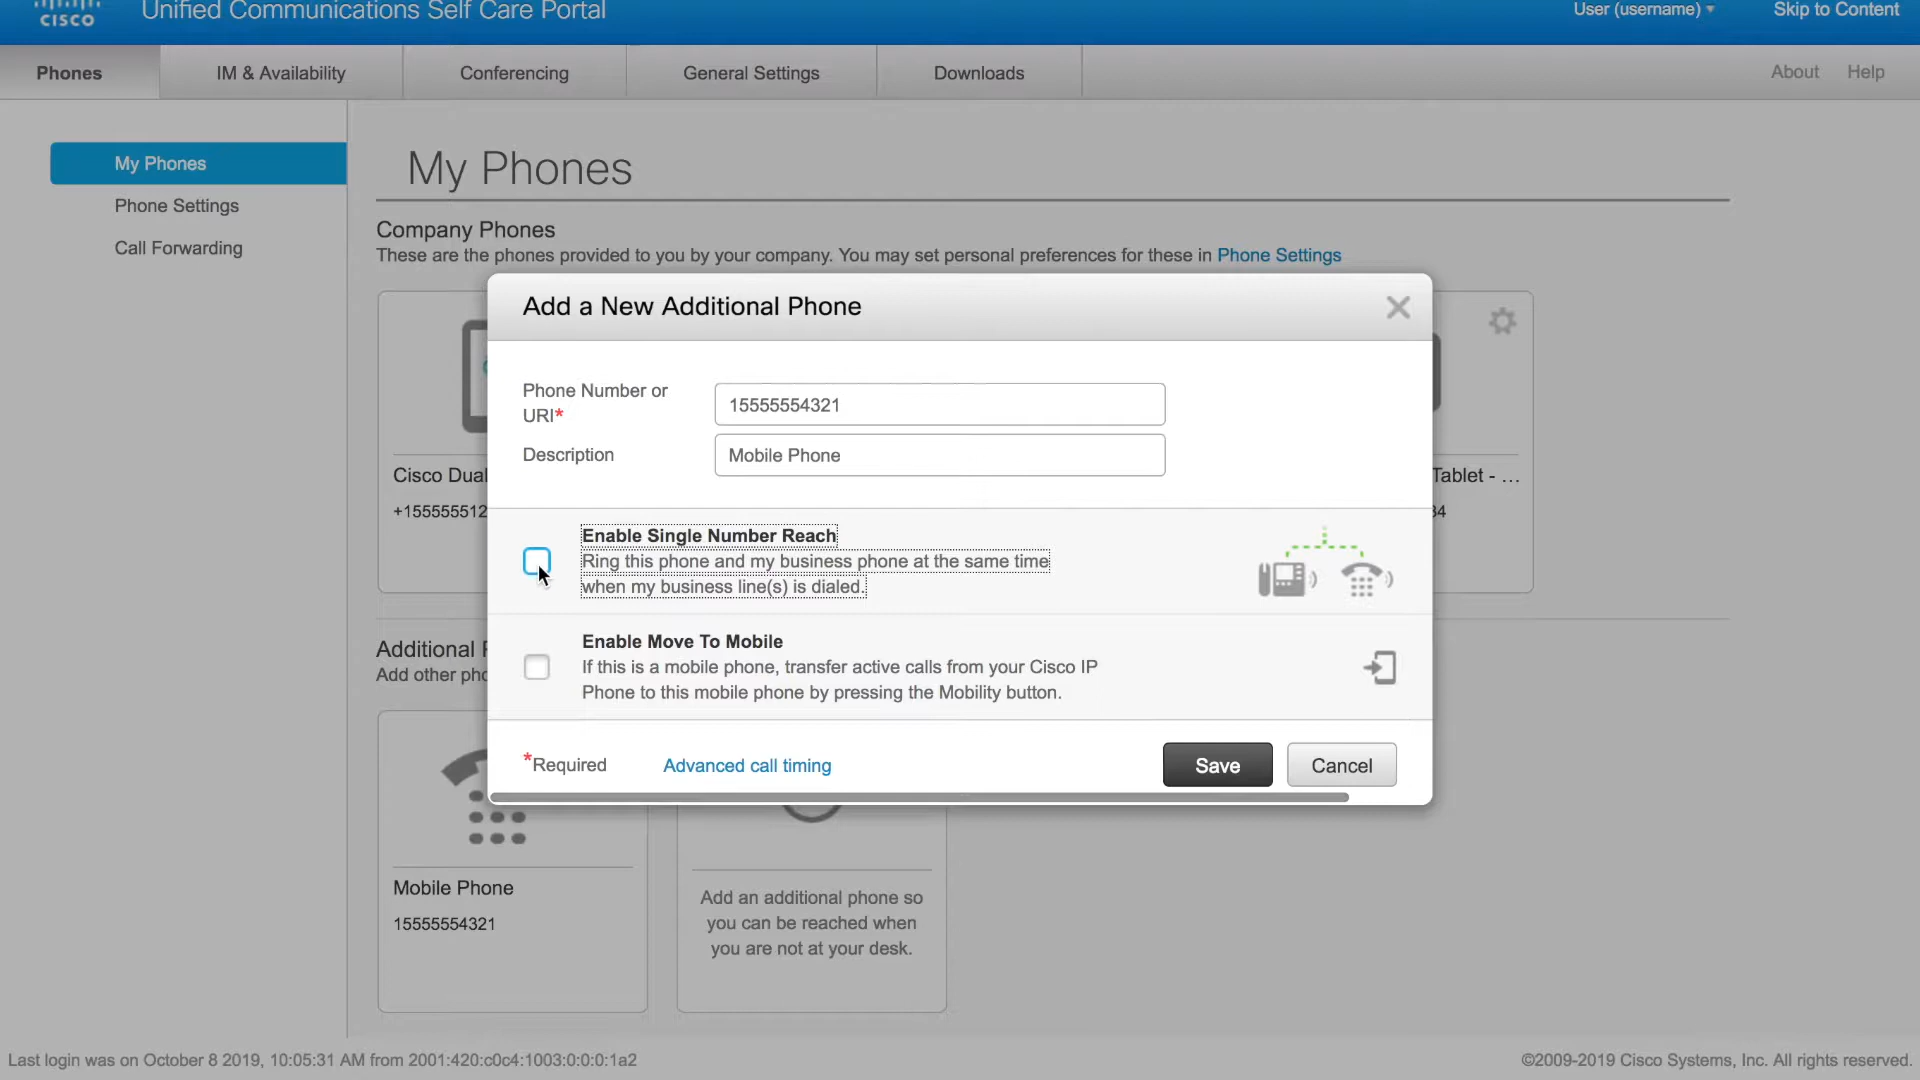 CISCO
Unified Communications Self Care Portal
User (username)
Skip to Content
Phones
IM & Availability
Conferencing
General Settings
Downloads
About
Help
My Phones
Phone Settings
Call Forwarding
My Phones
Company Phones
These are the phones provided to you by your company. You may set personal preferences for these in Phone Settings
Add a New Additional Phone
Phone Number or
URI*
15555554321
Description
Mobile Phone
Enable Single Number Reach
Ring this phone and my business phone at the same time
when my business line(s) is dialed.
Enable Move To Mobile
If this is a mobile phone, transfer active calls from your Cisco IP
Phone to this mobile phone by pressing the Mobility button.
*Required
Advanced call timing
Save
Cancel
Cisco Dual
+155555512
Tablet - ...
34
Additional
Add other pho
Mobile Phone
15555554321
Add an additional phone so
you can be reached when
you are not at your desk.
Last login was on October 8 2019, 10:05:31 AM from 2001:420:c0c4:1003:0:0:0:1a2
©2009-2019 Cisco Systems, Inc. All rights reserved.